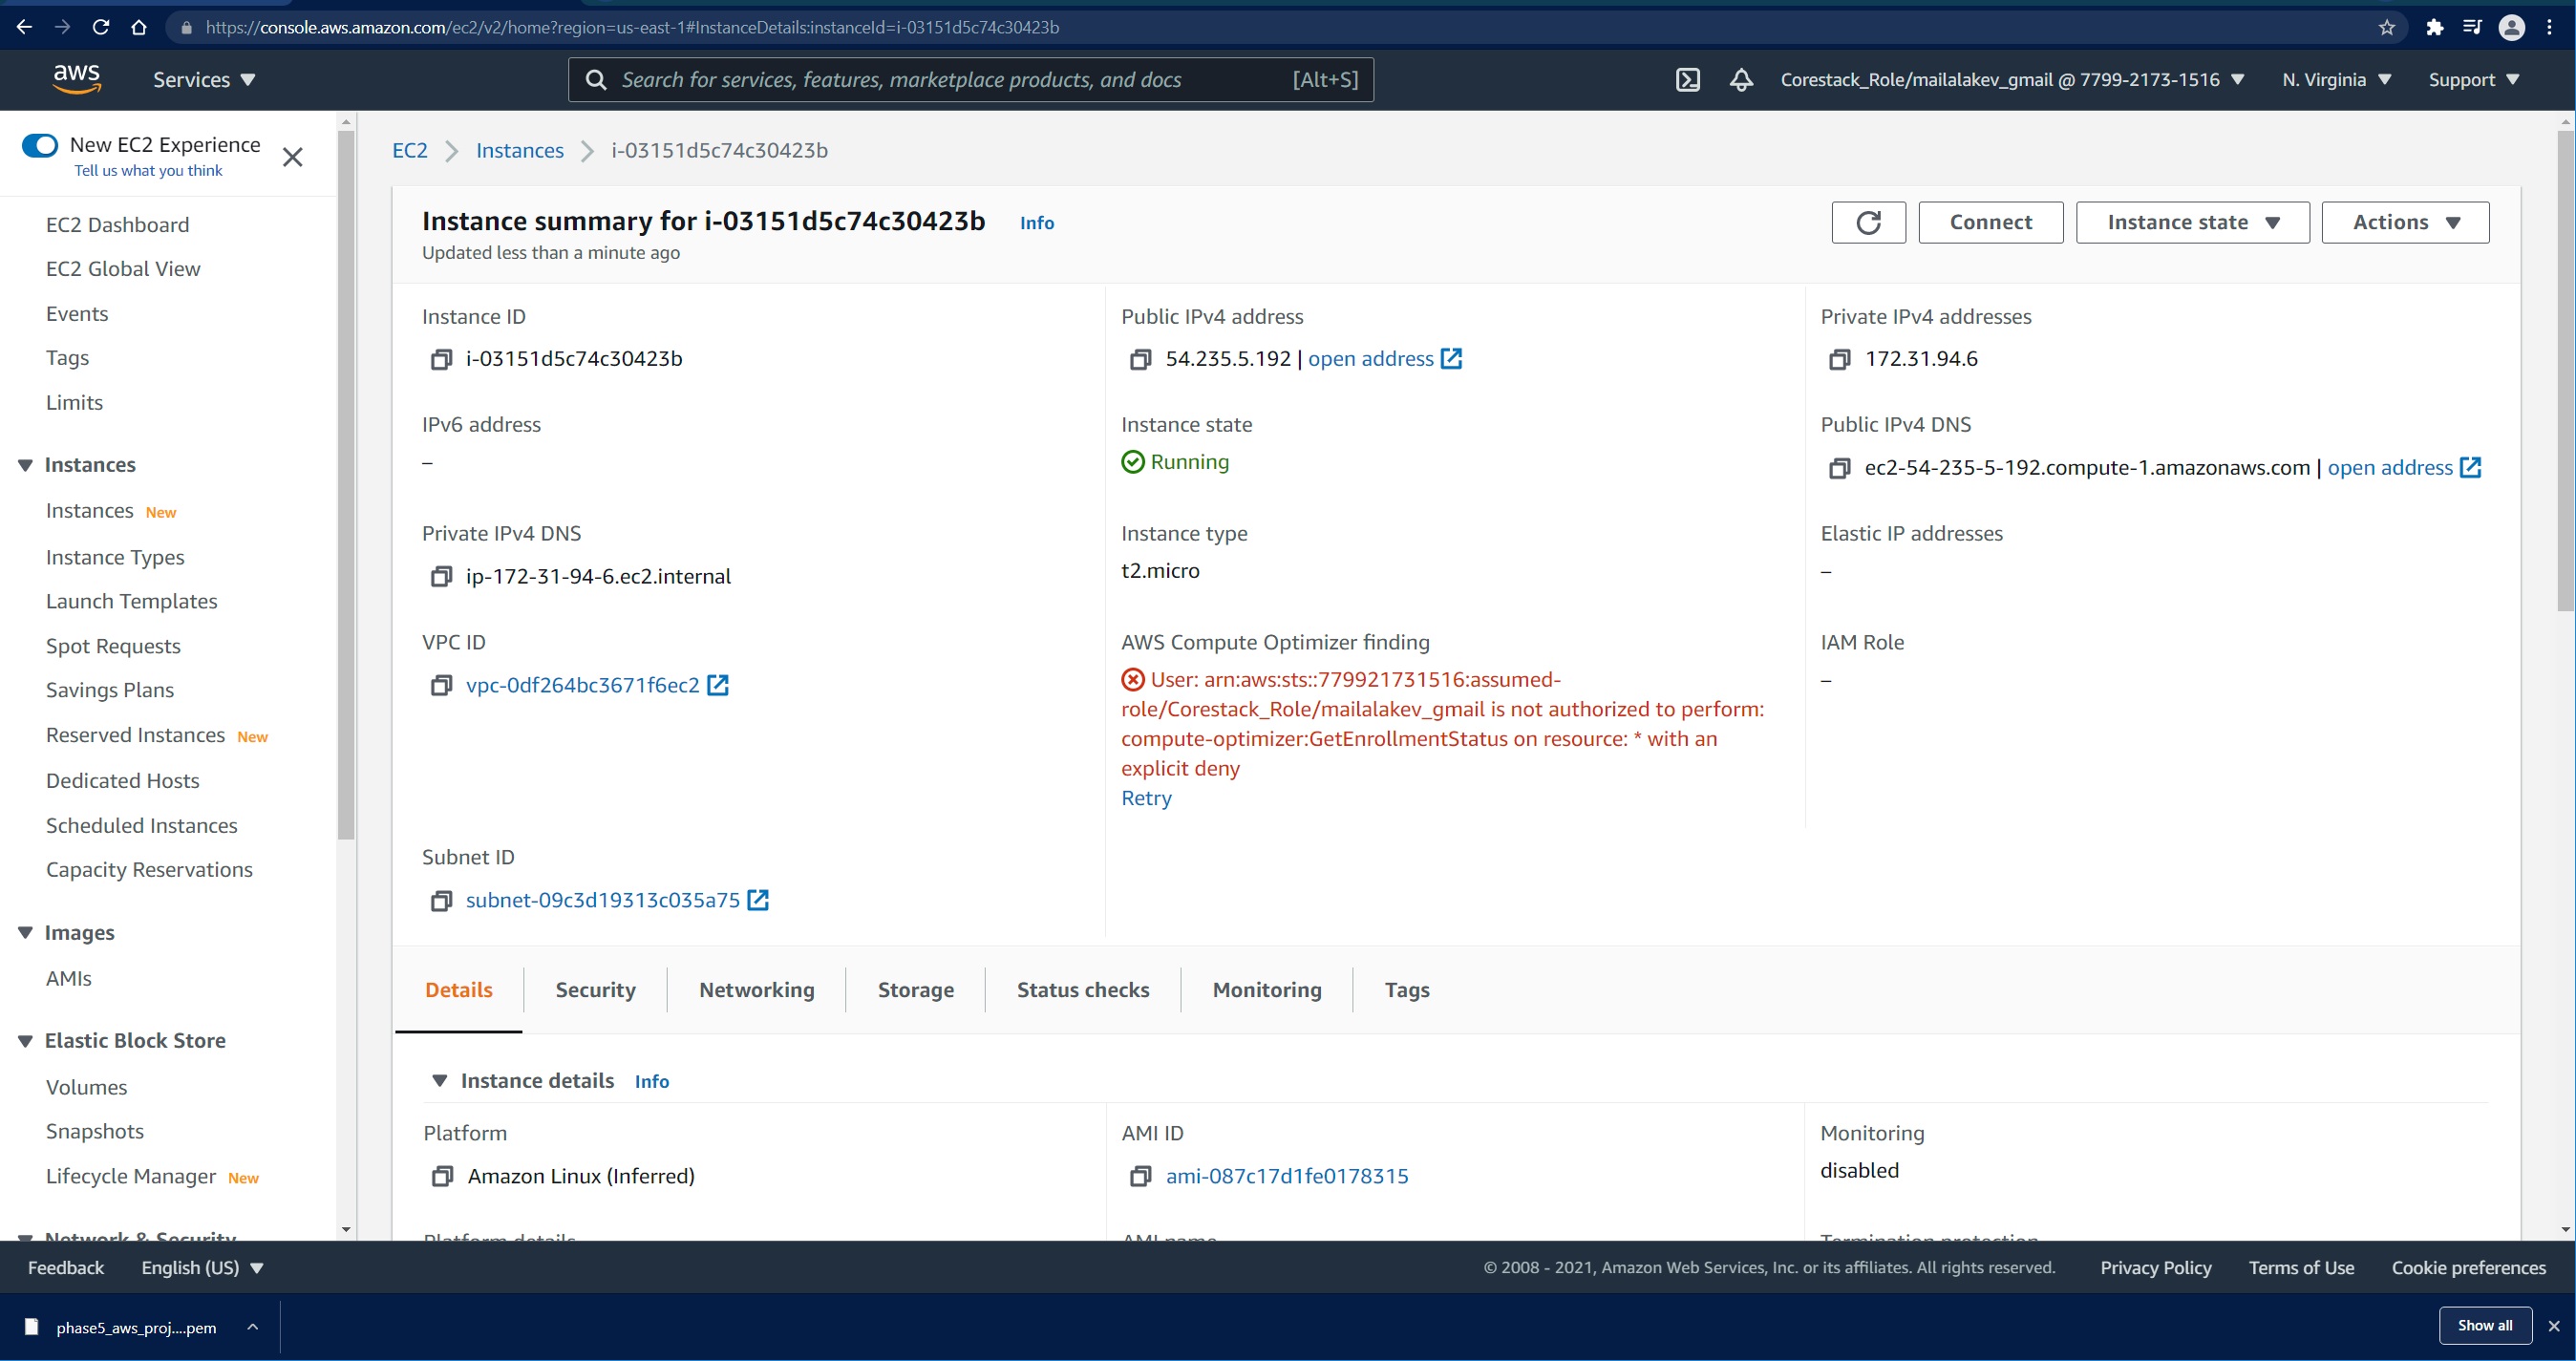 https://console.aws.amazon.com/ec2/v2/home?region=us-east-1#InstanceDetails:instanceId=i-03151d5c74c30423b
aws
Services
Search for services, features, marketplace products, and docs
[Alt+S]
Corestack_Role/mailalakev_gmail @ 7799-2173-1516
N. Virginia
Support
New EC2 Experience
Tell us what you think
EC2 Dashboard
EC2 Global View
Events
Tags
Limits
Instances
Instances New
Instance Types
Launch Templates
Spot Requests
Savings Plans
Reserved Instances New
Dedicated Hosts
Scheduled Instances
Capacity Reservations
Images
AMIs
Elastic Block Store
Volumes
Snapshots
Lifecycle Manager New
Network & Security
EC2 > Instances > i-03151d5c74c30423b
Instance summary for i-03151d5c74c30423b Info
Updated less than a minute ago
Connect
Instance state
Actions
Instance ID
i-03151d5c74c30423b
Public IPv4 address
54.235.5.192 | open address
Private IPv4 addresses
172.31.94.6
IPv6 address
–
Instance state
Running
Public IPv4 DNS
ec2-54-235-5-192.compute-1.amazonaws.com | open address
Private IPv4 DNS
ip-172-31-94-6.ec2.internal
Instance type
t2.micro
Elastic IP addresses
–
VPC ID
vpc-0df264bc3671f6ec2
AWS Compute Optimizer finding
User: arn:aws:sts::779921731516:assumed-
role/Corestack_Role/mailalakev_gmail is not authorized to perform:
compute-optimizer:GetEnrollmentStatus on resource: * with an
explicit deny
Retry
IAM Role
–
Subnet ID
subnet-09c3d19313c035a75
Details
Security
Networking
Storage
Status checks
Monitoring
Tags
Instance details Info
Platform
Amazon Linux (Inferred)
AMI ID
ami-087c17d1fe0178315
Monitoring
disabled
Platform details
AMI name
Termination protection
Feedback
English (US)
© 2008 - 2021, Amazon Web Services, Inc. or its affiliates. All rights reserved.
Privacy Policy
Terms of Use
Cookie preferences
phase5_aws_proj....pem
Show all